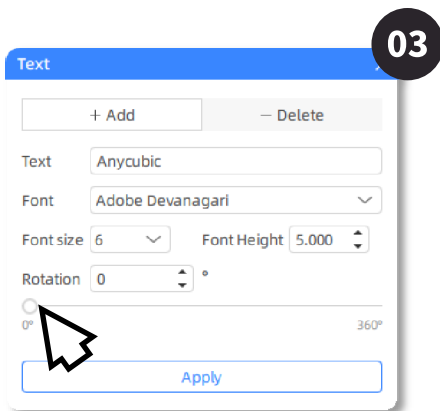 03
Text
+ Add — Delete
Text Anycubic
Font Adobe Devanagari
Font size 6 Font Height 5.000
Rotation 0 °
0° 360°
Apply